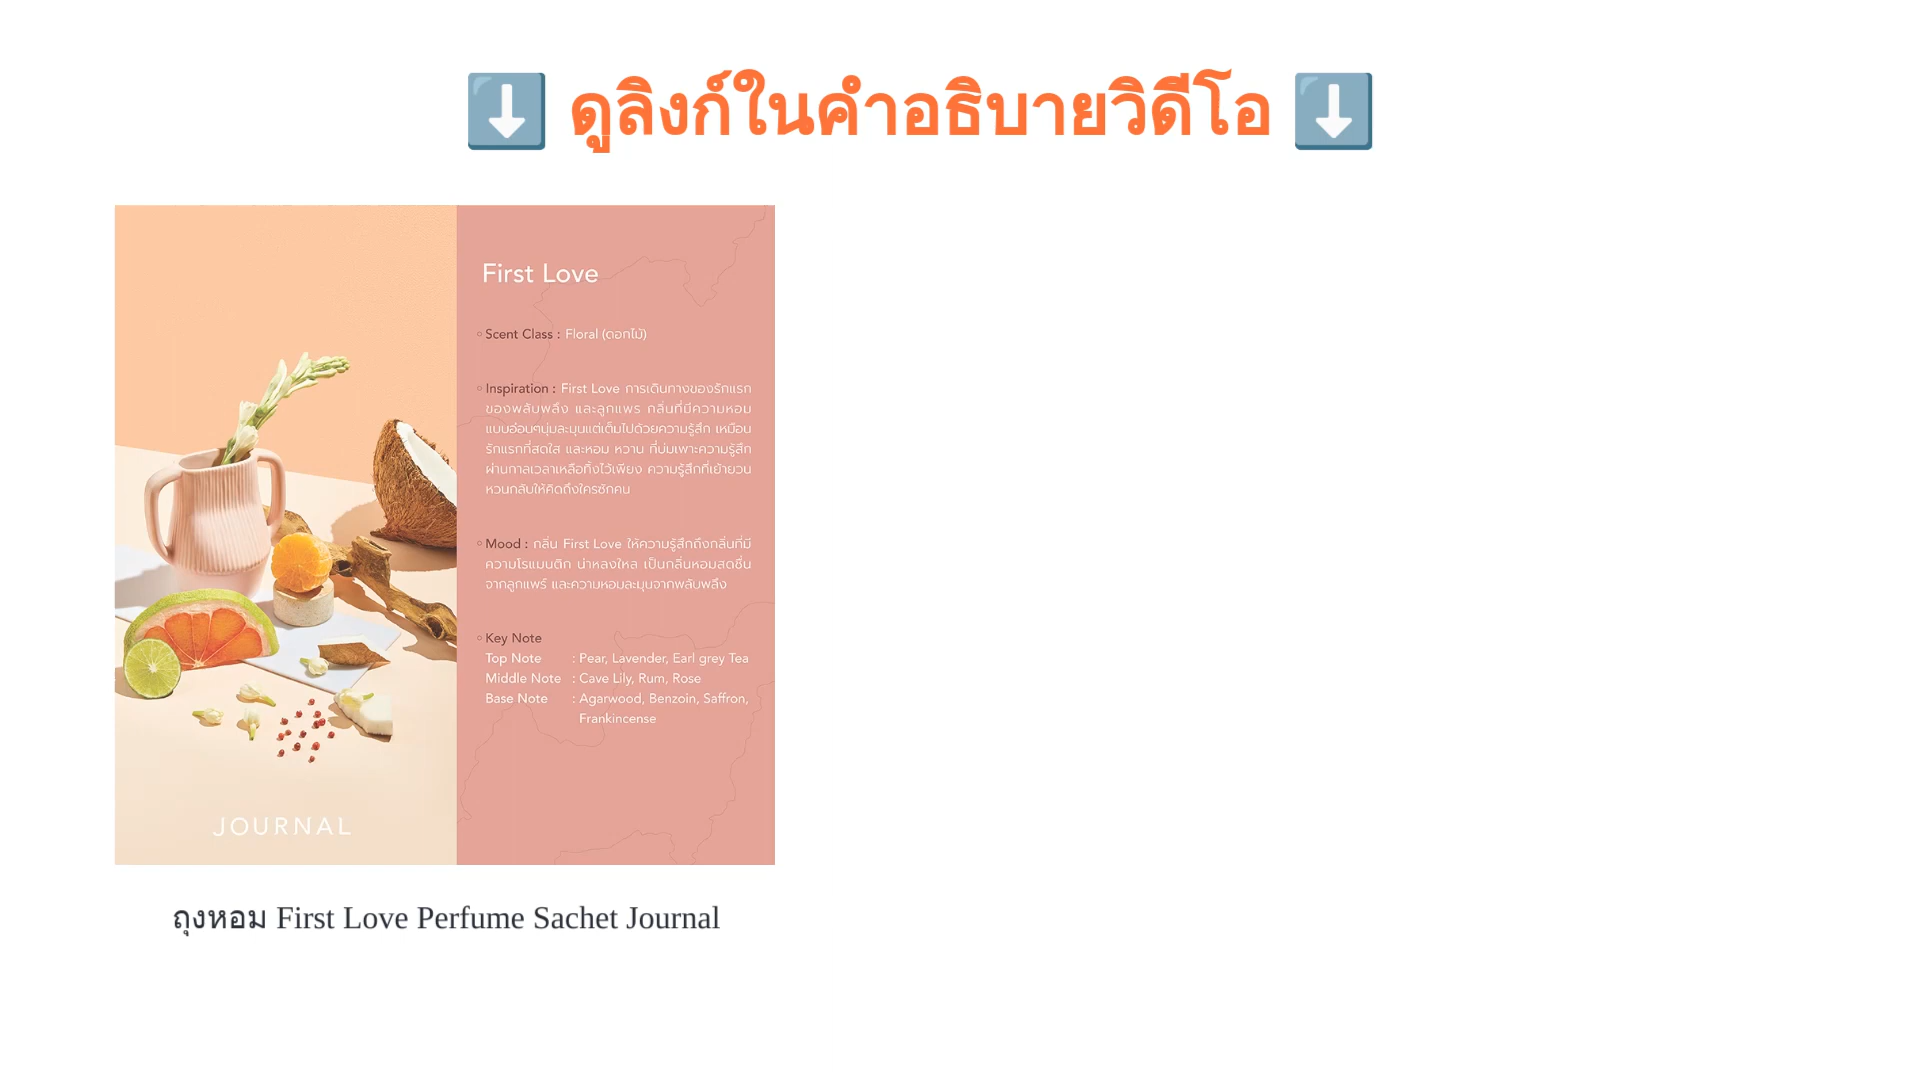 ⬇️ ดูลิงก์ในคำอธิบายวิดีโอ ⬇️
First Love
Scent Class : Floral (ดอกไม้)
Inspiration : First Love การเดินทางของรักแรก
ของพลับพลึง และลูกแพร กลิ่นที่มีความหอม
แบบอ่อนๆนุ่มละมุนแต่เต็มไปด้วยความรู้สึก เหมือน
รักแรกที่สดใส และหอม หวาน ที่บ่มเพาะความรู้สึก
ผ่านกาลเวลาเหลือทิ้งไว้เพียง ความรู้สึกที่เย้ายวน
หวนกลับให้คิดถึงใครซักคน
Mood : กลิ่น First Love ให้ความรู้สึกถึงกลิ่นที่มี
ความโรแมนติก น่าหลงใหล เป็นกลิ่นหอมสดชื่น
จากลูกแพร์ และความหอมละมุนจากพลับพลึง
Key Note
Top Note : Pear, Lavender, Earl grey Tea
Middle Note : Cave Lily, Rum, Rose
Base Note : Agarwood, Benzoin, Saffron,
Frankincense
JOURNAL
ถุงหอม First Love Perfume Sachet Journal